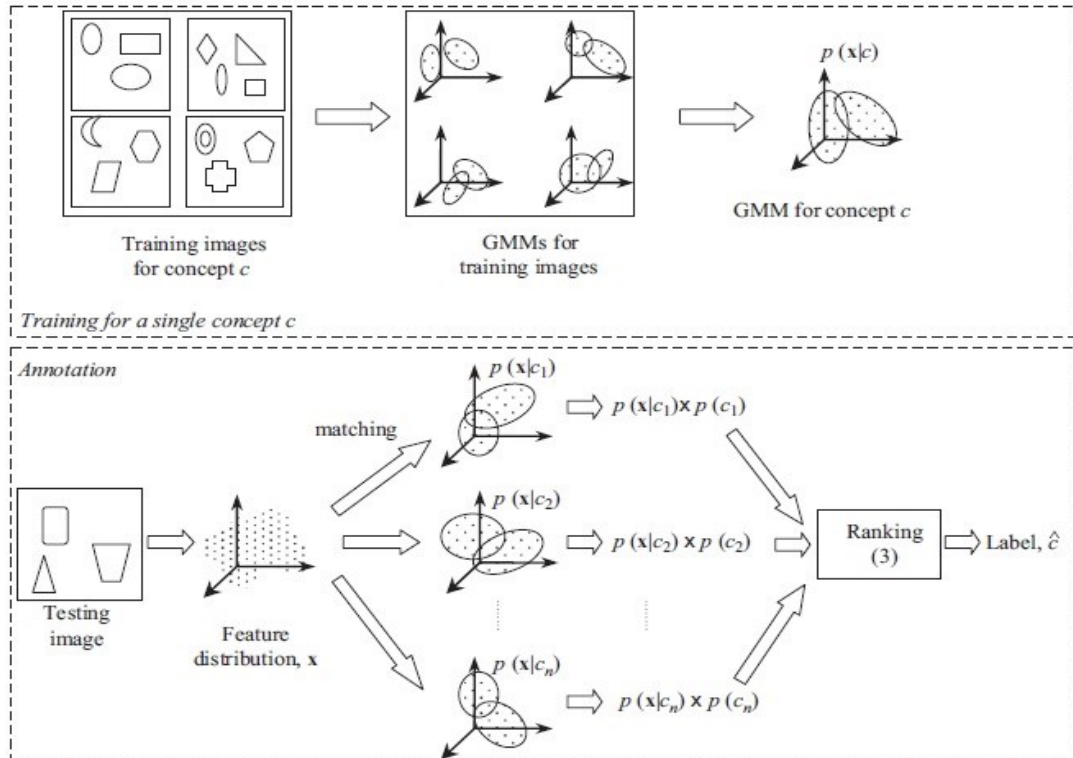 p (x|c)
GMM for concept c
Training images
for concept c
GMMs for
training images
Training for a single concept c
Annotation
matching
p (x|c₁)
p (x|c₁)x p (c₁)
p (x|c₂)
p (x|c₂) x p (c₂)
p (x|cₙ)
p (x|cₙ) x p (cₙ)
Testing
image
Feature
distribution, x
Ranking
(3)
Label, ĉ